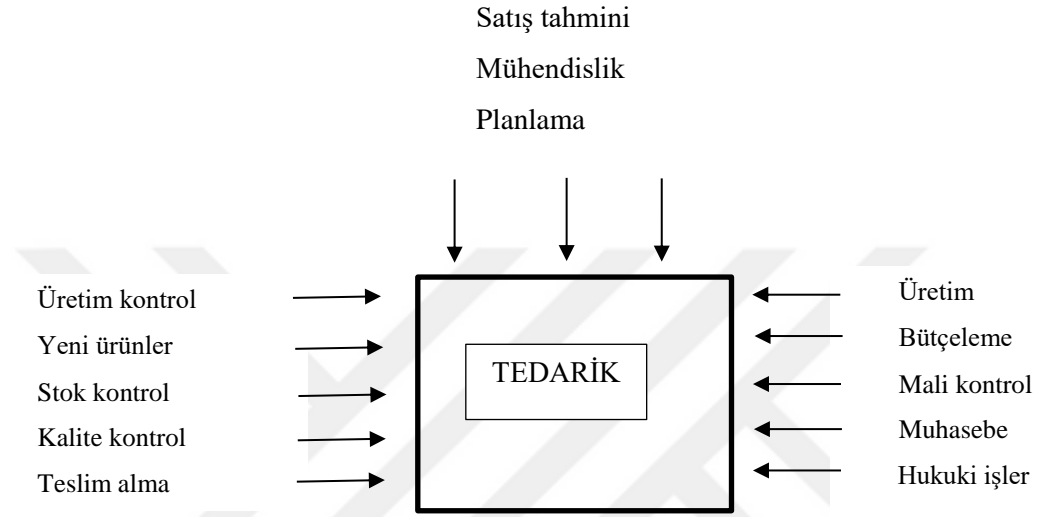 Satış tahmini
Mühendislik
Planlama
Üretim kontrol
Yeni ürünler
Stok kontrol
Kalite kontrol
Teslim alma
TEDARİK
Üretim
Bütçeleme
Mali kontrol
Muhasebe
Hukuki işler